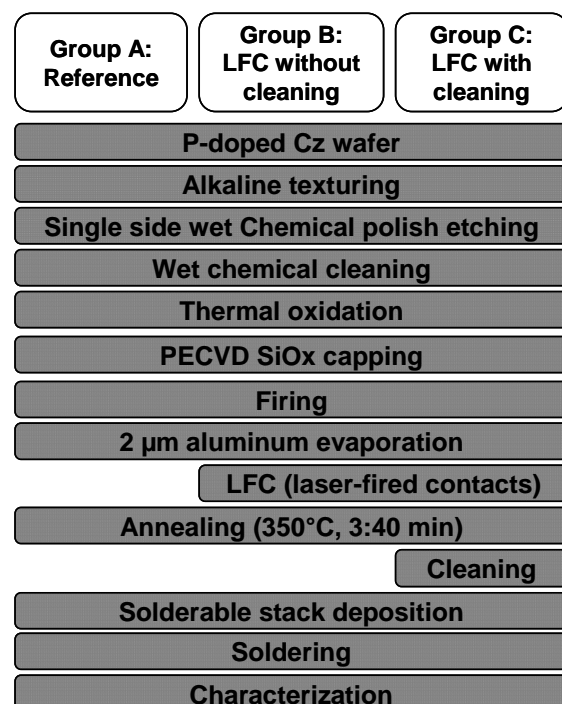 Group A:
Reference
Group B:
LFC without
cleaning
Group C:
LFC with
cleaning
P-doped Cz wafer
Alkaline texturing
Single side wet Chemical polish etching
Wet chemical cleaning
Thermal oxidation
PECVD SiOx capping
Firing
2 µm aluminum evaporation
LFC (laser-fired contacts)
Annealing (350°C, 3:40 min)
Cleaning
Solderable stack deposition
Soldering
Characterization